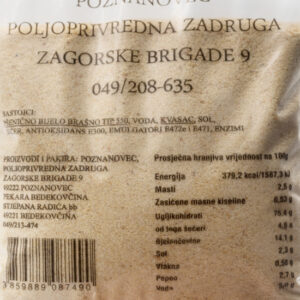 POZNANOVEC
POLJOPRIVREDNA ZADRUGA
ZAGORSKE BRIGADE 9
049/208-635
SASTOJCI:
PŠENIČNO BIJELO BRAŠNO TIP 550, VODA, KVASAC, SOL,
ŠEĆER, ANTIOKSIDANS E300, EMULGATORI E472e i E471, ENZIMI
PROIZVODI I PAKIRA: POZNANOVEC,
POLJOPRIVREDNA ZADRUGA
ZAGORSKE BRIGADE 9
49222 POZNANOVEC
PEKARA BEDEKOVČINA
STJEPANA RADIĆA bb
49221 BEDEKOVČINA
049/213-474
3859889087490
Prosječna hranjiva vrijednost na 100g
Energija 379,2 kcal/1587,3 kJ
Masti 2,5 g
Zasićene masne kiseline 0,53 g
Ugljikohidrati 76,4 g
od toga šećeri 4,8 g
Bjelančevine 14,1 g
Sol 2,3 g
Vlakna
Pepeo 2,7
Voda